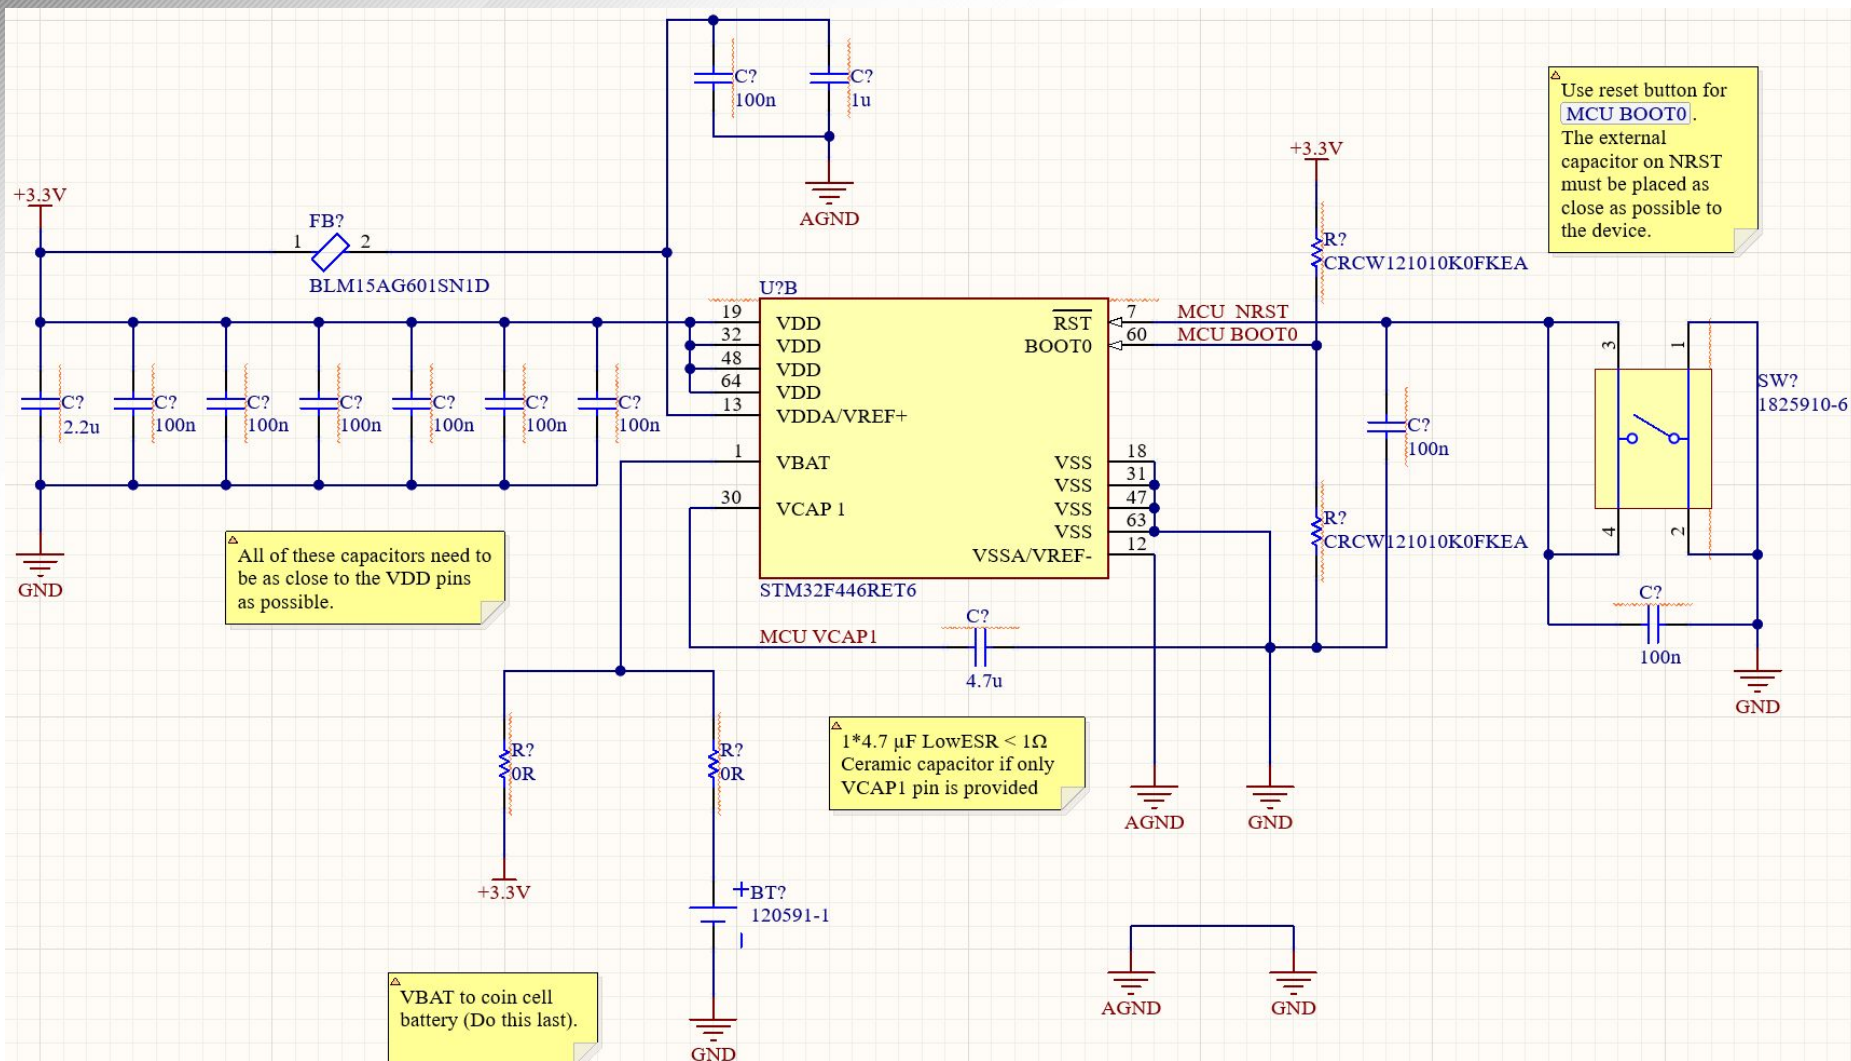 C?
100n
C?
1u
AGND
+3.3V
FB?
1 2
BLM15AG601SN1D
C?
2.2u
C?
100n
C?
100n
C?
100n
C?
100n
C?
100n
C?
100n
GND
All of these capacitors need to
be as close to the VDD pins
as possible.
U?B
19 VDD
32 VDD
48 VDD
64 VDD
13 VDDA/VREF+
1 VBAT
30 VCAP 1
RST 7
BOOT0 60
VSS 18
VSS 31
VSS 47
VSS 63
VSSA/VREF- 12
STM32F446RET6
MCU NRST
MCU BOOT0
+3.3V
R?
CRCW121010K0FKEA
R?
CRCW121010K0FKEA
C?
100n
Use reset button for
MCU BOOT0.
The external
capacitor on NRST
must be placed as
close as possible to
the device.
3
1
4
2
SW?
1825910-6
C?
100n
GND
MCU VCAP1
C?
4.7u
1*4.7 µF LowESR < 1Ω
Ceramic capacitor if only
VCAP1 pin is provided
AGND
GND
R?
0R
R?
0R
+3.3V
+
BT?
120591-1
GND
VBAT to coin cell
battery (Do this last).
AGND
GND